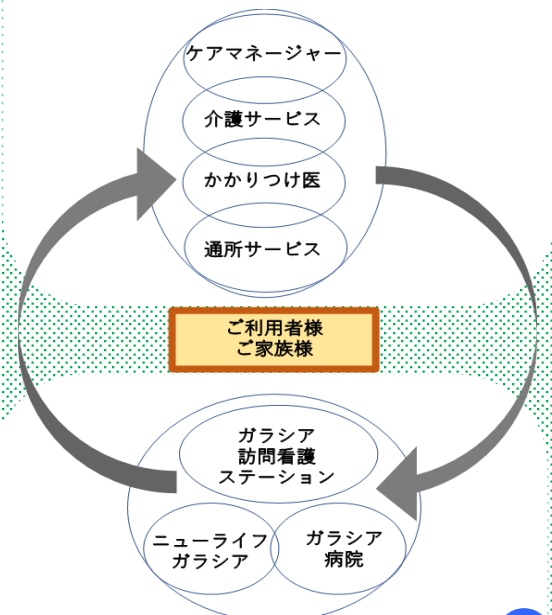 ケアマネージャー
介護サービス
かかりつけ医
通所サービス
ご利用者様
ご家族様
ガラシア
訪問看護
ステーション
ニューライフ
ガラシア
ガラシア
病院